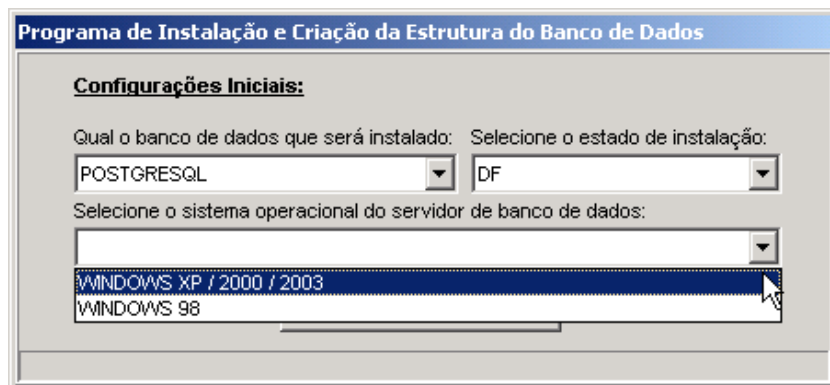 Programa de Instalação e Criação da Estrutura do Banco de Dados
Configurações Iniciais:
Qual o banco de dados que será instalado: Selecione o estado de instalação:
POSTGRESQL DF
Selecione o sistema operacional do servidor de banco de dados:
WINDOWS XP / 2000 / 2003
WINDOWS 98